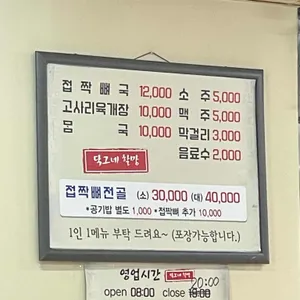 접짝뼈국 12,000 소주 5,000
고사리육개장 10,000 맥주 5,000
몸국 10,000 막걸리 3,000
음료수 2,000
접짝뼈전골 (소) 30,000 (대) 40,000
•공기밥 별도 1,000 •접짝뼈 추가 10,000
1인 1메뉴 부탁 드려요~ (포장가능합니다.)
영업시간
20:00
open 08:00 close 19:00